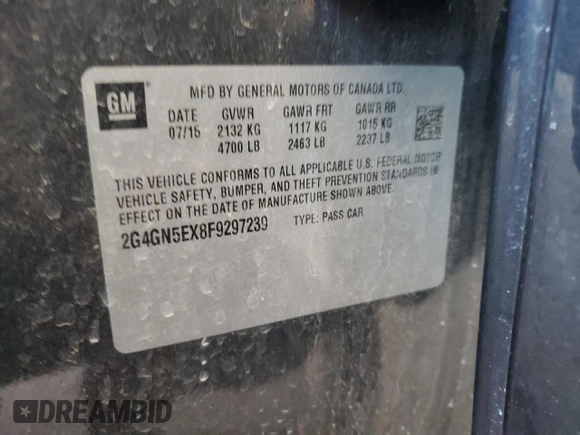 GM
MFD BY GENERAL MOTORS OF CANADA LTD.
DATE GVWR GAWR FRT GAWR RR
07/15 2132 KG 1117 KG 1015 KG
4700 LB 2463 LB 2237 LB
THIS VEHICLE CONFORMS TO ALL APPLICABLE U.S. FEDERAL MOTOR
VEHICLE SAFETY, BUMPER, AND THEFT PREVENTION STANDARDS IN
EFFECT ON THE DATE OF MANUFACTURE SHOWN ABOVE.
2G4GN5EX8F9297239 TYPE: PASS CAR
DREAMBID